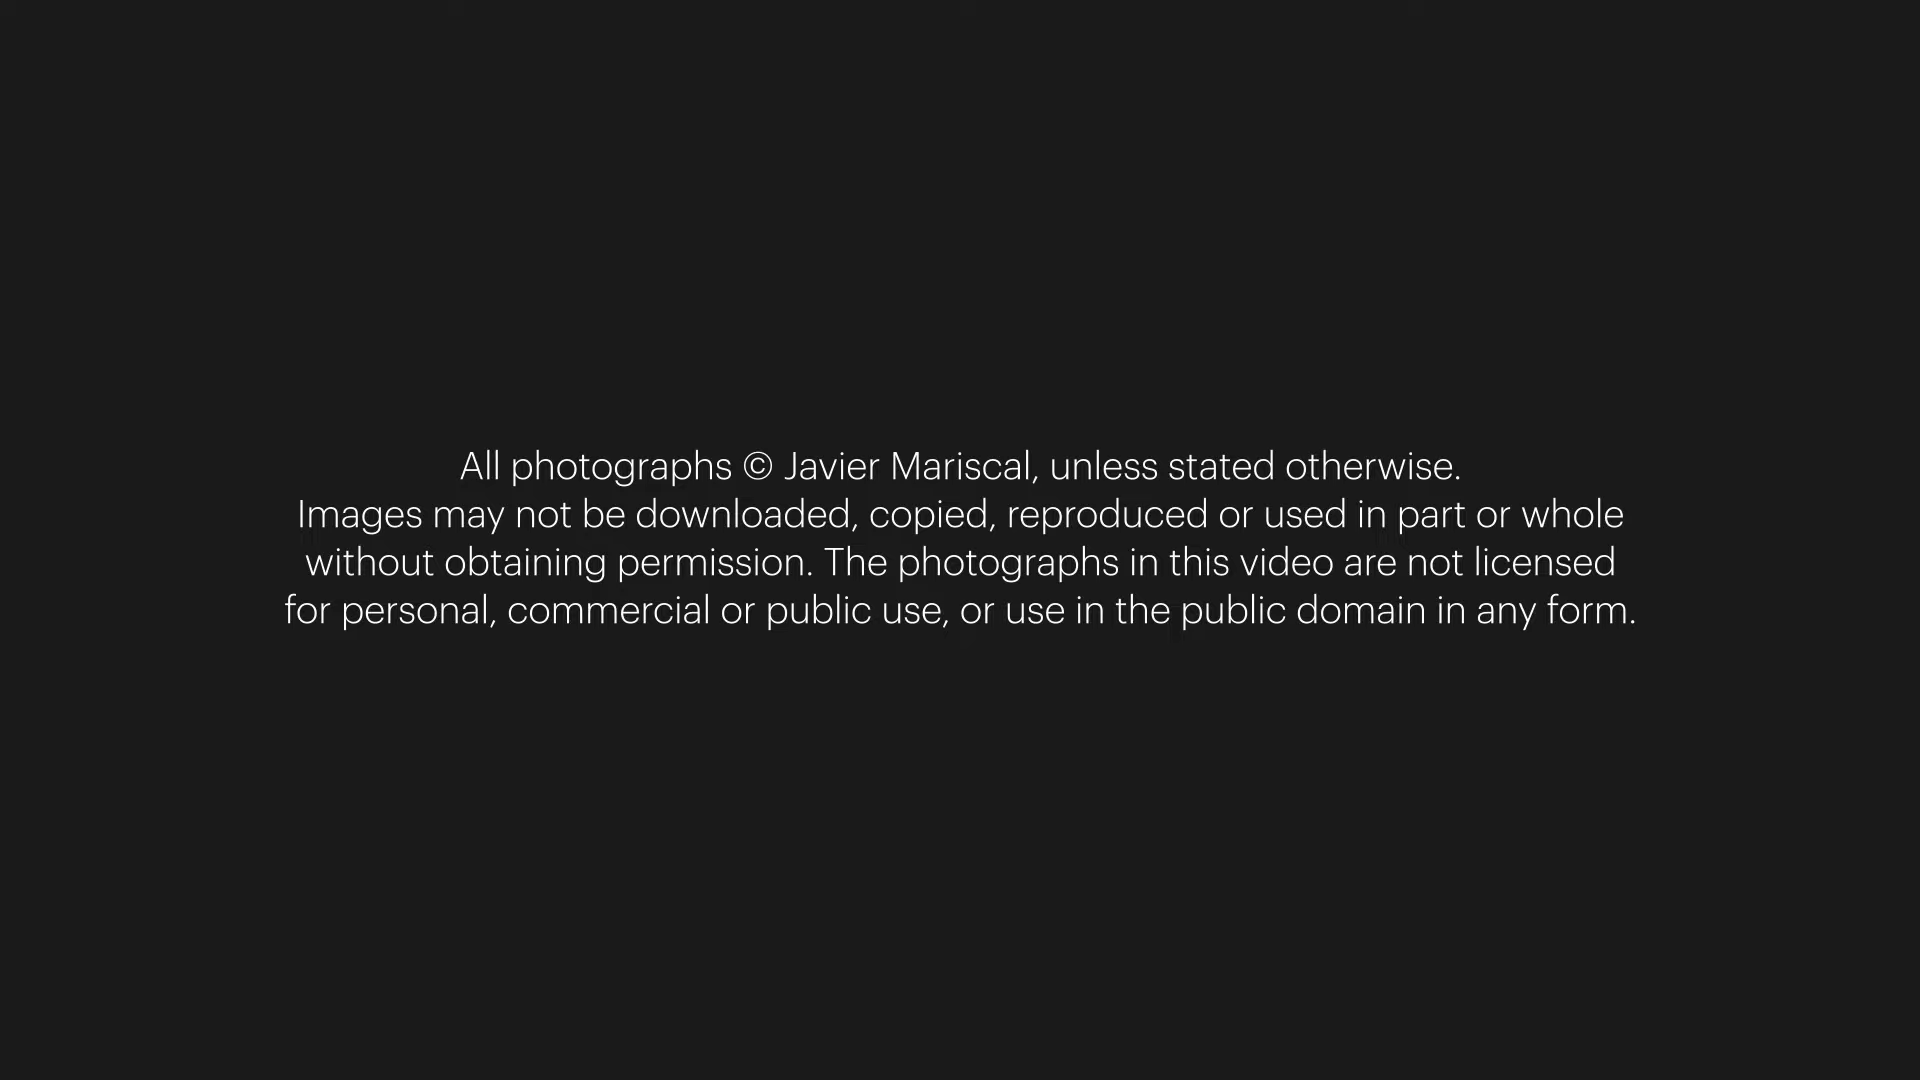 All photographs © Javier Mariscal, unless stated otherwise.
Images may not be downloaded, copied, reproduced or used in part or whole
without obtaining permission. The photographs in this video are not licensed
for personal, commercial or public use, or use in the public domain in any form.